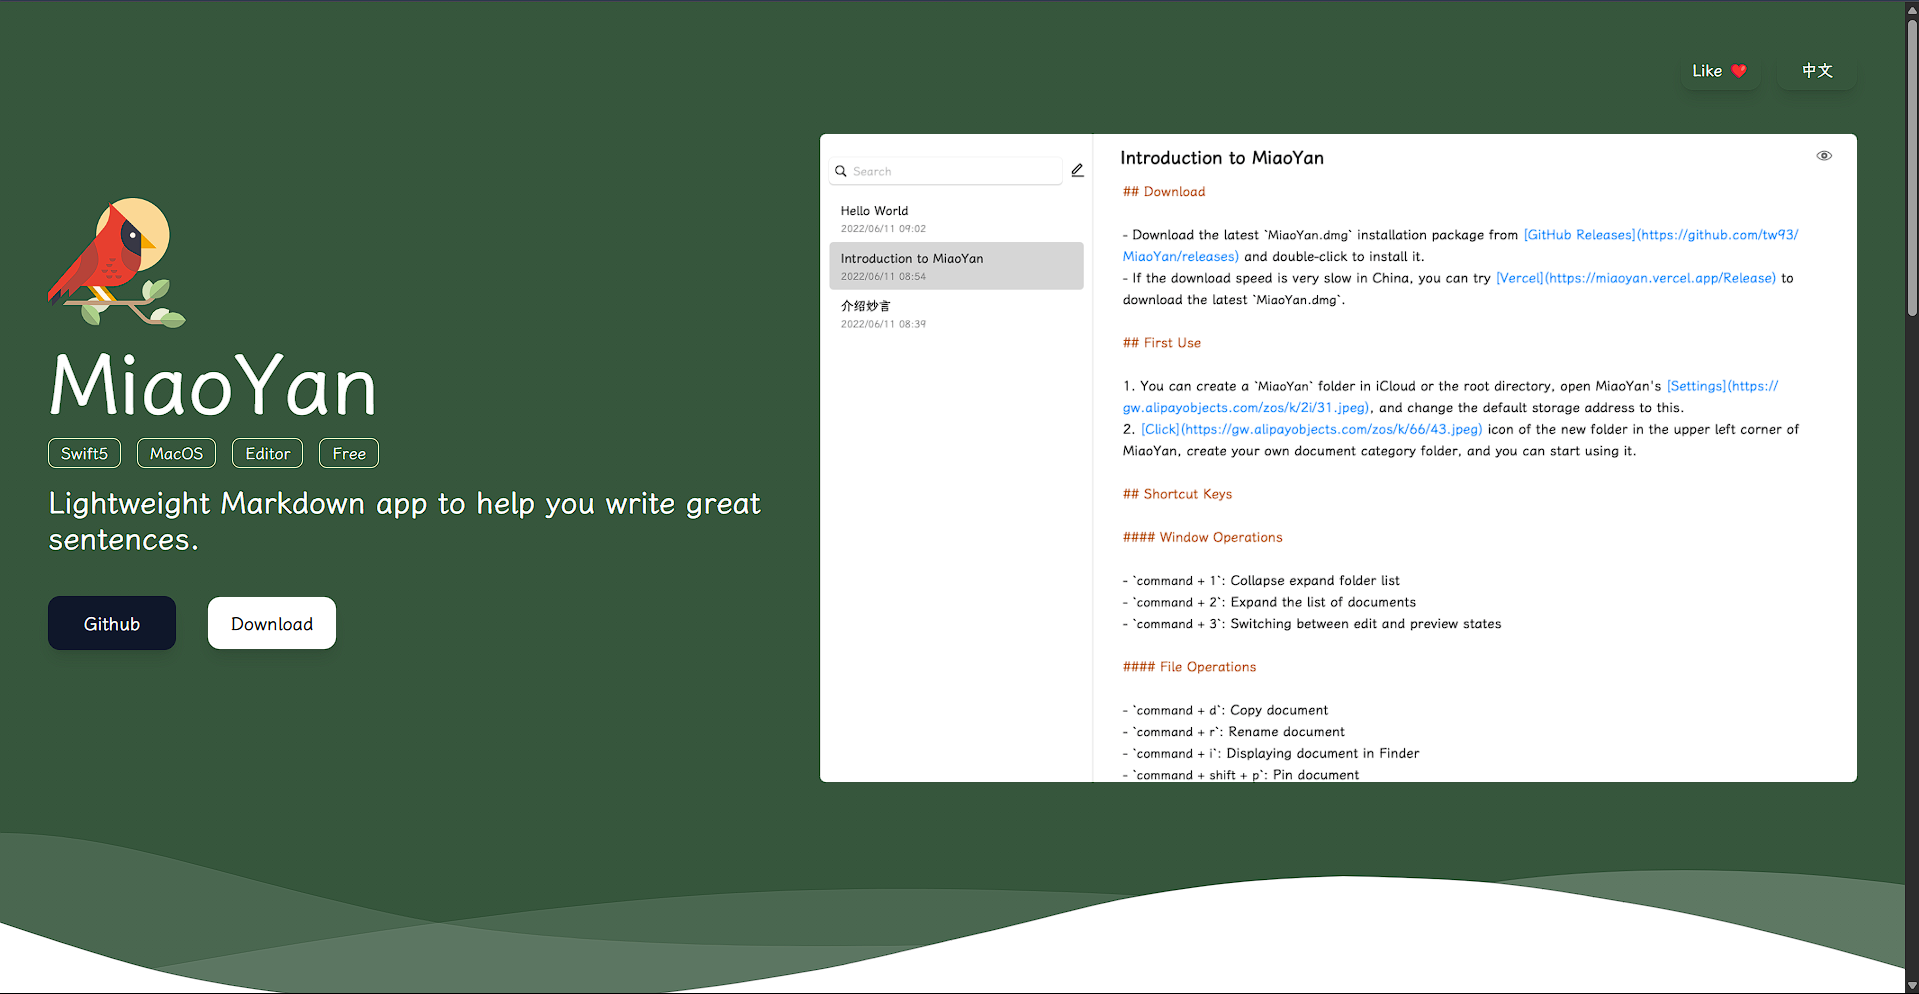 Like ❤️
中文
MiaoYan
Swift5
MacOS
Editor
Free
Lightweight Markdown app to help you write great
sentences.
Github
Download
Search
Hello World
2022/06/11 09:02
Introduction to MiaoYan
2022/06/11 08:54
介绍妙言
2022/06/11 08:39
Introduction to MiaoYan
## Download
- Download the latest `MiaoYan.dmg` installation package from [GitHub Releases](https://github.com/tw93/
MiaoYan/releases) and double-click to install it.
- If the download speed is very slow in China, you can try [Vercel](https://miaoyan.vercel.app/Release) to
download the latest `MiaoYan.dmg`.
## First Use
1. You can create a `MiaoYan` folder in iCloud or the root directory, open MiaoYan's [Settings](https://
gw.alipayobjects.com/zos/k/2i/31.jpeg), and change the default storage address to this.
2. [Click](https://gw.alipayobjects.com/zos/k/66/43.jpeg) icon of the new folder in the upper left corner of
MiaoYan, create your own document category folder, and you can start using it.
## Shortcut Keys
#### Window Operations
- `command + 1`: Collapse expand folder list
- `command + 2`: Expand the list of documents
- `command + 3`: Switching between edit and preview states
#### File Operations
- `command + d`: Copy document
- `command + r`: Rename document
- `command + i`: Displaying document in Finder
- `command + shift + p`: Pin document